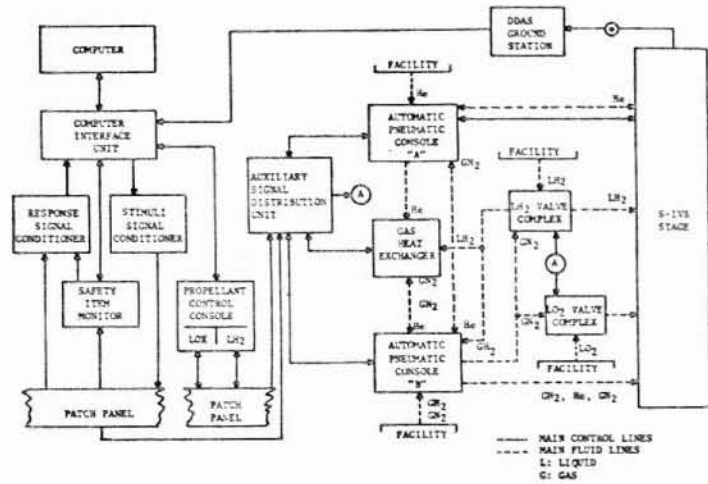 DDAS
GROUND
STATION
COMPUTER
FACILITY
He
He
AUTOMATIC
PNEUMATIC
CONSOLE
"A"
COMPUTER
INTERFACE
UNIT
GN2
FACILITY
LH2
AUXILIARY
SIGNAL
DISTRIBUTION
UNIT
A
LH2 VALVE
COMPLEX
LH2
S-IVB
STAGE
RESPONSE
SIGNAL
CONDITIONER
STIMULI
SIGNAL
CONDITIONER
He
GAS
HEAT
EXCHANGER
LH2
GN2
GN2
GN2
A
SAFETY
ITEM
MONITOR
PROPELLANT
CONTROL
CONSOLE
LOX
LH2
He
He
GN2
LO2 VALVE
COMPLEX
AUTOMATIC
PNEUMATIC
CONSOLE
"B"
LO2
FACILITY
PATCH PANEL
PATCH
PANEL
GN2
GN2
GH2, He, GN2
FACILITY
MAIN CONTROL LINES
MAIN FLUID LINES
L: LIQUID
G: GAS